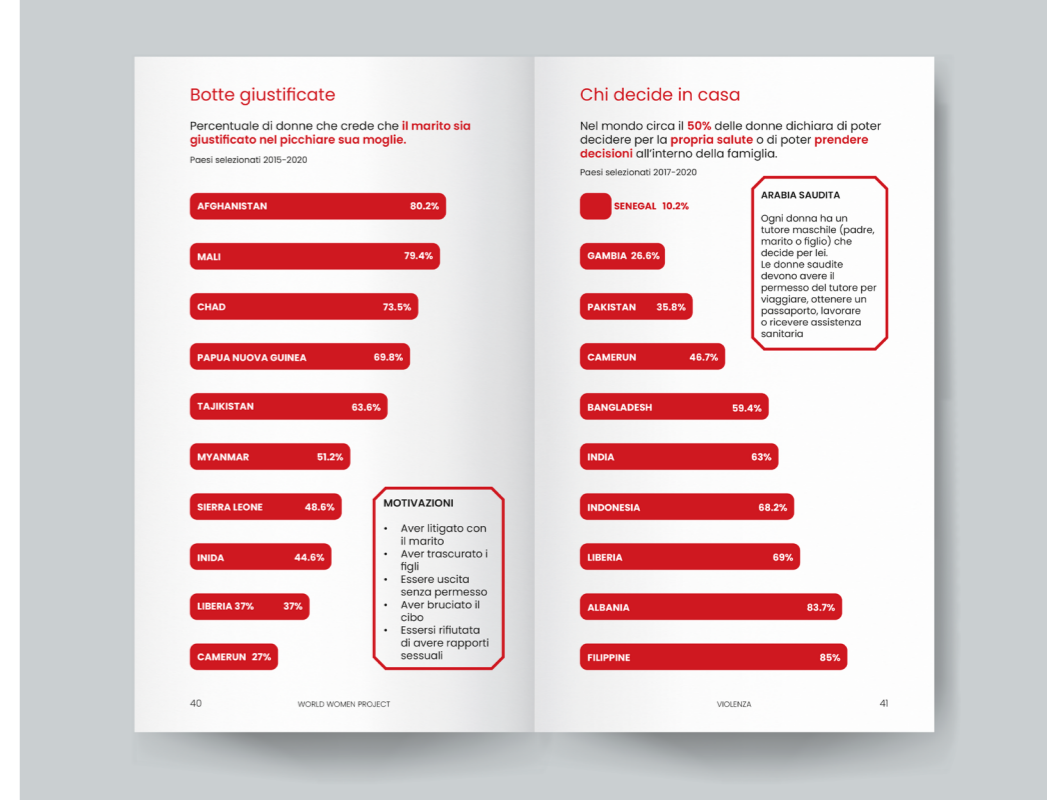 Botte giustificate
Percentuale di donne che crede che il marito sia
giustificato nel picchiare sua moglie.
Paesi selezionati 2015-2020
AFGHANISTAN 80.2%
MALI 79.4%
CHAD 73.5%
PAPUA NUOVA GUINEA 69.8%
TAJIKISTAN 63.6%
MYANMAR 51.2%
SIERRA LEONE 48.6%
INIDA 44.6%
LIBERIA 37% 37%
CAMERUN 27%
MOTIVAZIONI
• Aver litigato con
il marito
• Aver trascurato i
figli
• Essere uscita
senza permesso
• Aver bruciato il
cibo
• Essersi rifiutata
di avere rapporti
sessuali
40 WORLD WOMEN PROJECT
Chi decide in casa
Nel mondo circa il 50% delle donne dichiara di poter
decidere per la propria salute o di poter prendere
decisioni all'interno della famiglia.
Paesi selezionati 2017-2020
SENEGAL 10.2%
GAMBIA 26.6%
PAKISTAN 35.8%
CAMERUN 46.7%
BANGLADESH 59.4%
INDIA 63%
INDONESIA 68.2%
LIBERIA 69%
ALBANIA 83.7%
FILIPPINE 85%
ARABIA SAUDITA
Ogni donna ha un
tutore maschile (padre,
marito o figlio) che
decide per lei.
Le donne saudite
devono avere il
permesso del tutore per
viaggiare, ottenere un
passaporto, lavorare
o ricevere assistenza
sanitaria
VIOLENZA 41